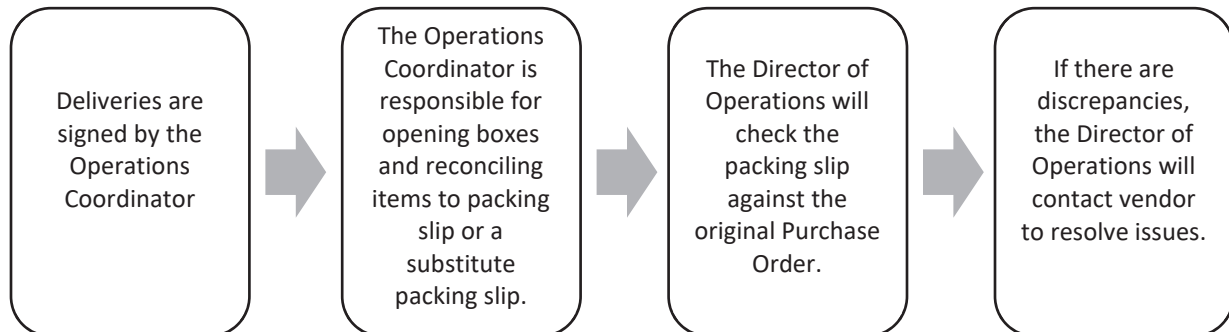 Deliveries are
signed by the
Operations
Coordinator
The Operations
Coordinator is
responsible for
opening boxes
and reconciling
items to packing
slip or a
substitute
packing slip.
The Director of
Operations will
check the
packing slip
against the
original Purchase
Order.
If there are
discrepancies,
the Director of
Operations will
contact vendor
to resolve issues.